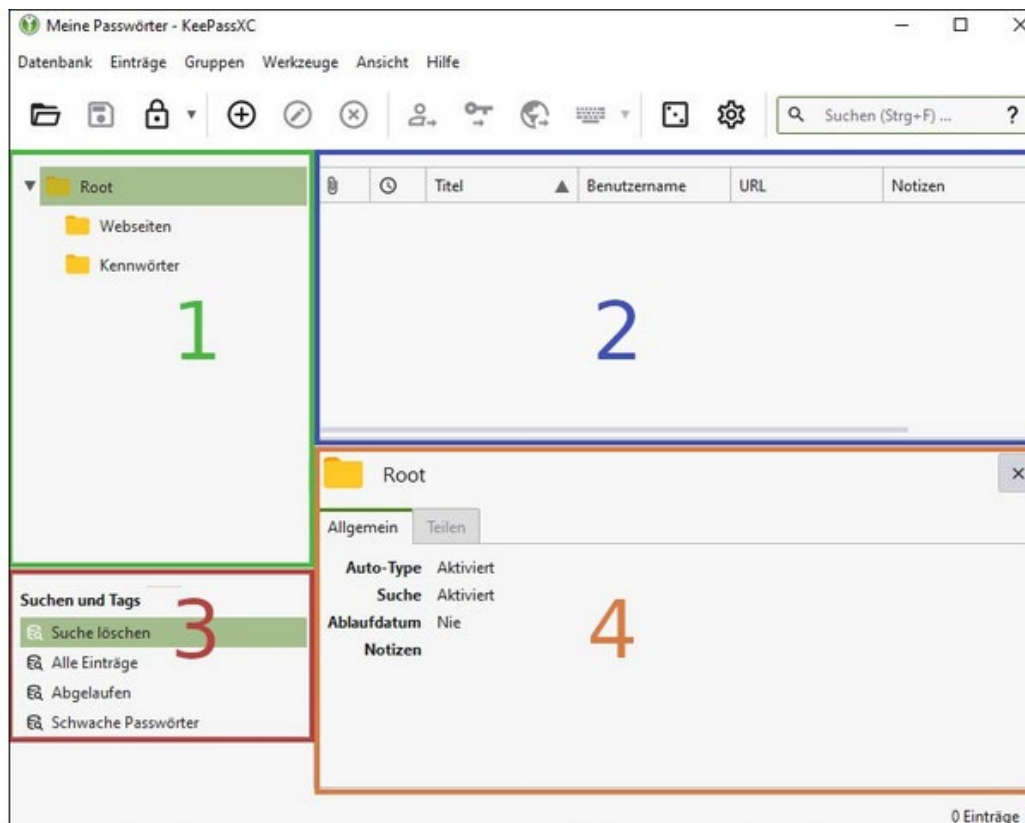 Meine Passwörter - KeePassXC
Datenbank Einträge Gruppen Werkzeuge Ansicht Hilfe
Suchen (Strg+F) ... ?
Root
Webseiten
Kennwörter
1
Titel Benutzername URL Notizen
2
Suchen und Tags
Suche löschen
Alle Einträge
Abgelaufen
Schwache Passwörter
3
Root
Allgemein Teilen
Auto-Type Aktiviert
Suche Aktiviert
Ablaufdatum Nie
Notizen
4
0 Einträge